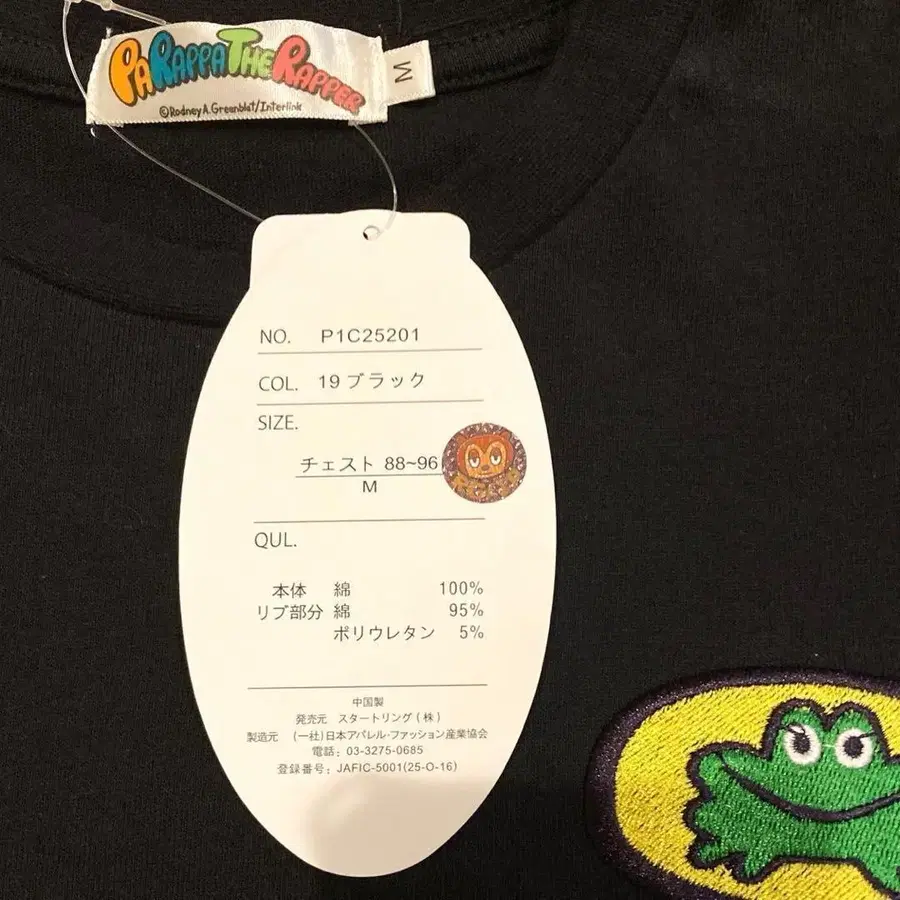 PARAPPA THE RAPPER
©Rodney A. Greenblat/Interlink
M
NO. P1C25201
COL. 19 ブラック
SIZE.
チェスト 88~96
M
QUL.
本体 綿 100%
リブ部分 綿 95%
ポリウレタン 5%
中国製
発売元 スタートリング(株)
製造元 (一社)日本アパレル・ファッション産業協会
電話: 03-3275-0685
登録番号: JAFIC-5001(25-O-16)